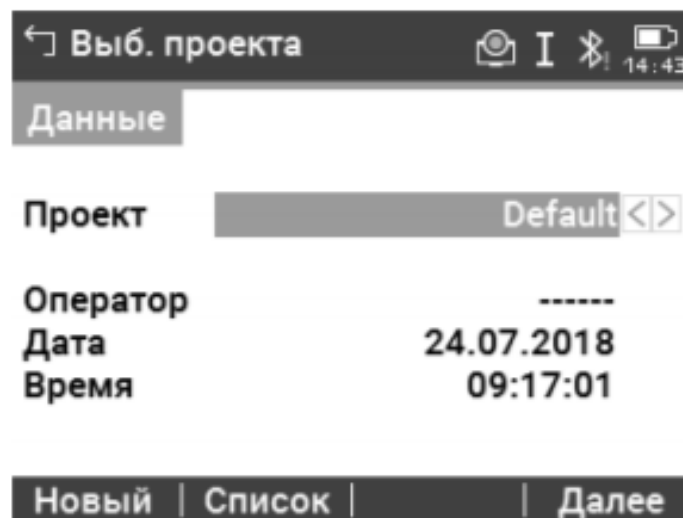 Выб. проекта
14:43
Данные
Проект Default
Оператор ------
Дата 24.07.2018
Время 09:17:01
Новый | Список | | Далее